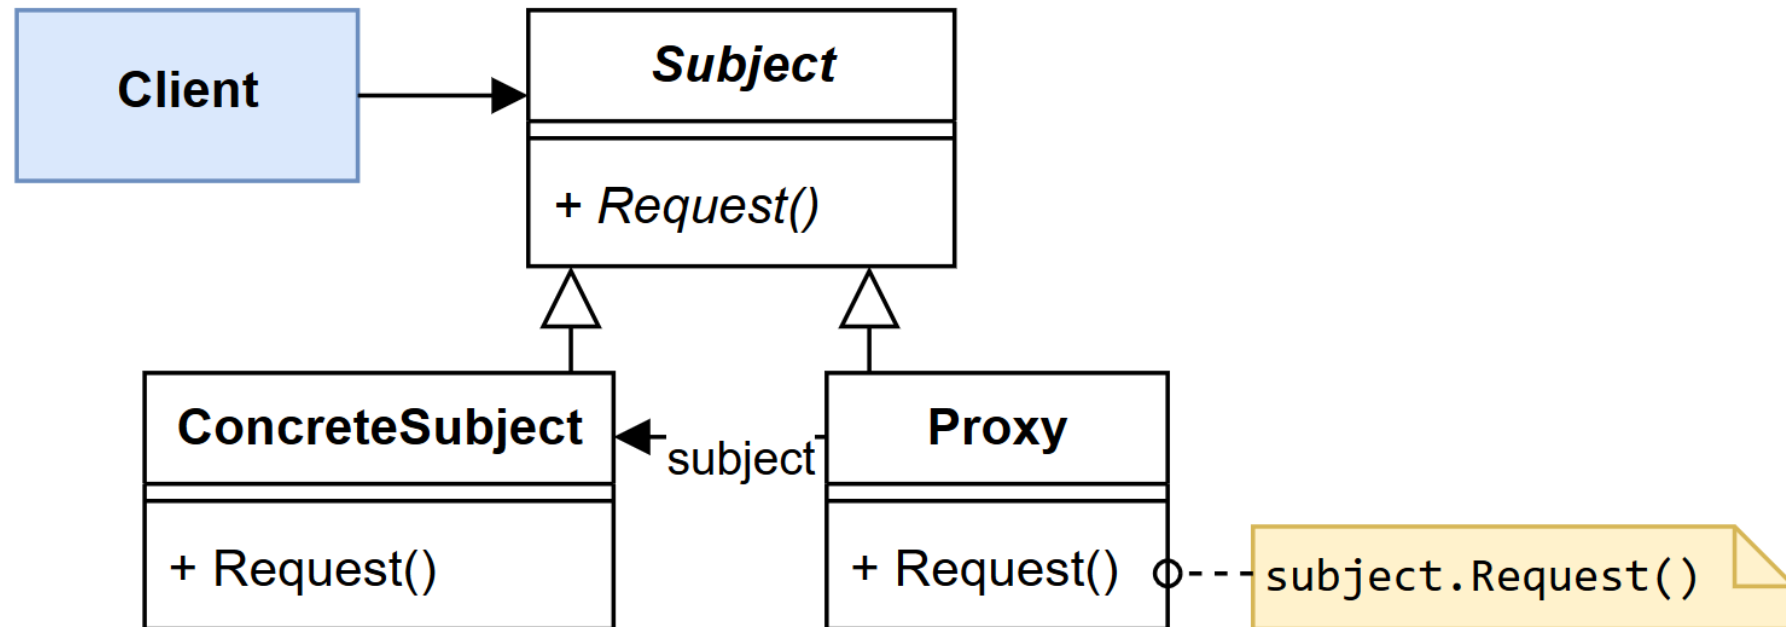 Client
Subject
+ Request()
ConcreteSubject
subject
Proxy
+ Request()
+ Request()
subject.Request()